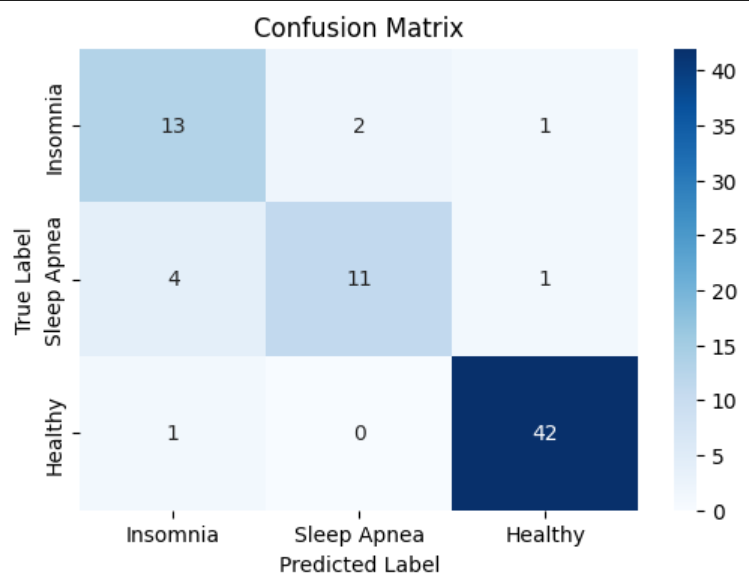 Confusion Matrix
Insomnia
13 2 1
Sleep Apnea
4 11 1
Healthy
1 0 42
True Label
Insomnia Sleep Apnea Healthy
Predicted Label
40
35
30
25
20
15
10
5
0